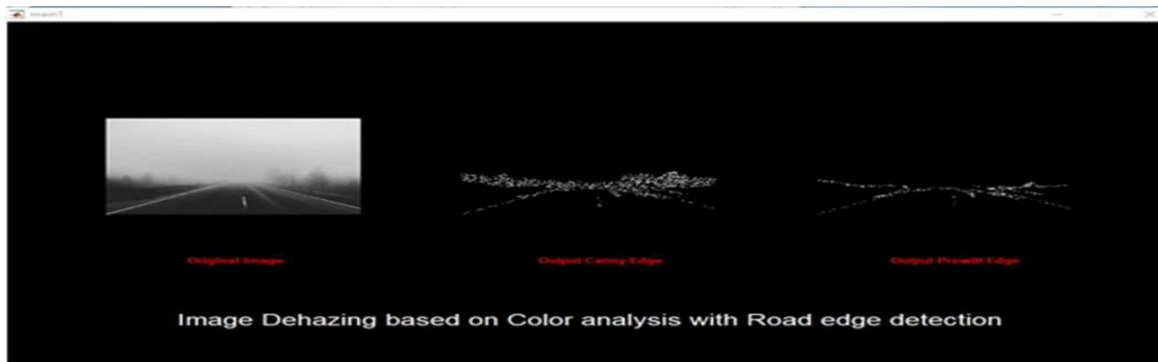 main1
Original Image
Output Canny Edge
Output Prewitt Edge
Image Dehazing based on Color analysis with Road edge detection